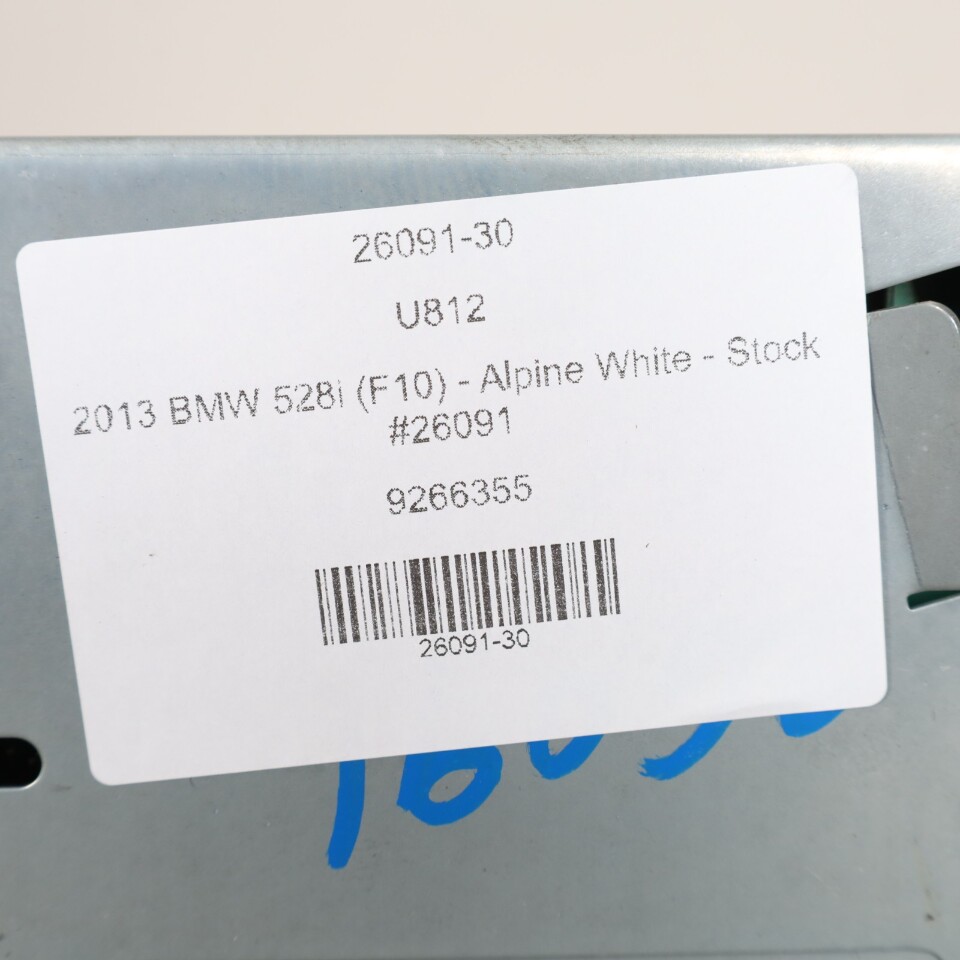 26091-30
U812
2013 BMW 528i (F10) - Alpine White - Stock
#26091
9266355
26091-30